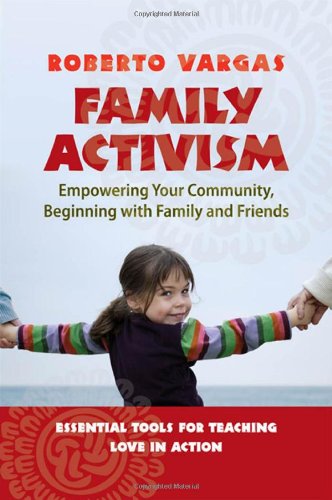 Copyrighted Material
ROBERTO VARGAS
FAMILY
ACTIVISM
Empowering Your Community,
Beginning with Family and Friends
ESSENTIAL TOOLS FOR TEACHING
LOVE IN ACTION
Copyrighted Material